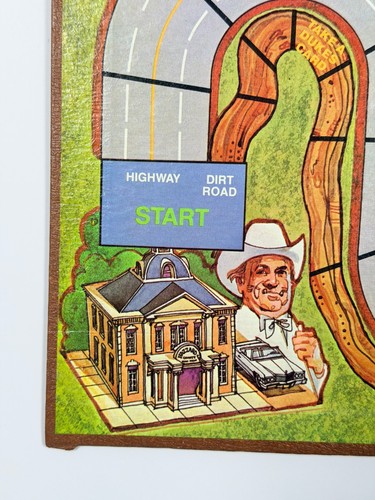 TAKE A
DUKES
CARD
HIGHWAY
DIRT
ROAD
START